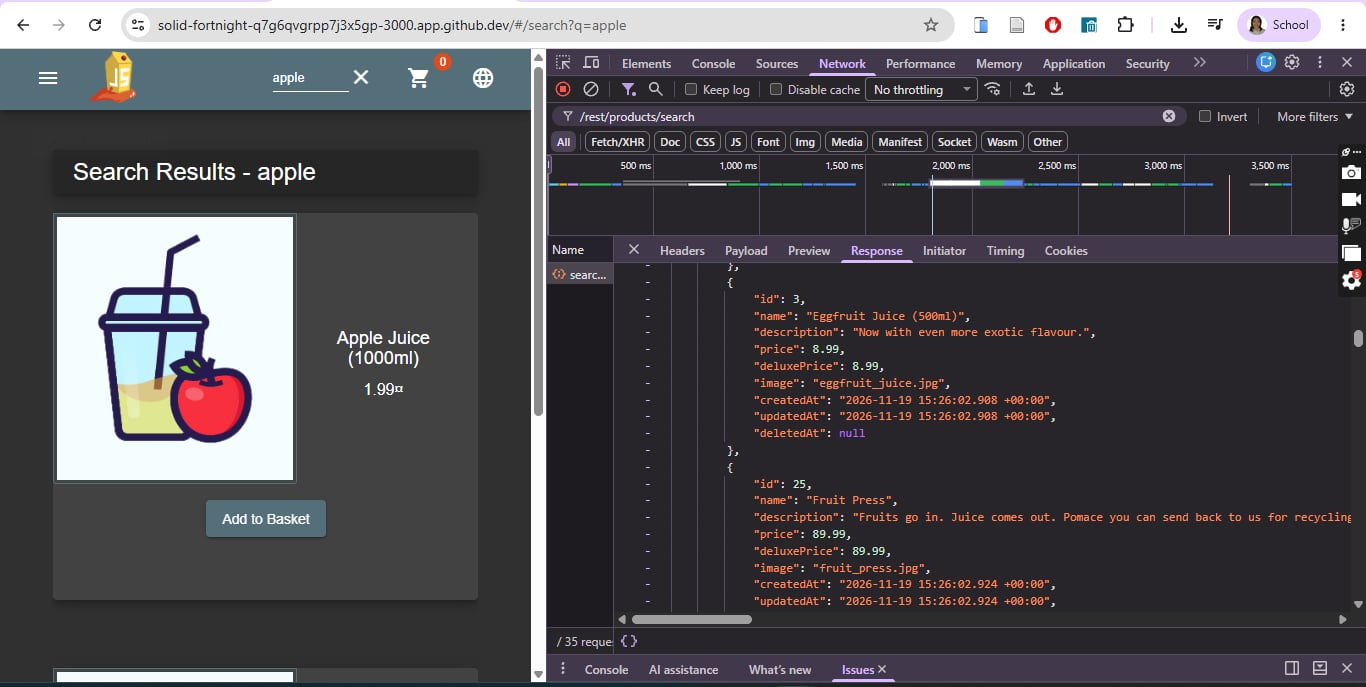 solid-fortnight-q7g6qvgrpp7j3x5gp-3000.app.github.dev/#/search?q=apple
School
JS
apple
0
Search Results - apple
Apple Juice
(1000ml)
1.99¤
Add to Basket
Elements Console Sources Network Performance Memory Application Security
Keep log Disable cache No throttling
/rest/products/search
Invert More filters
All Fetch/XHR Doc CSS JS Font Img Media Manifest Socket Wasm Other
500 ms 1,000 ms 1,500 ms 2,000 ms 2,500 ms 3,000 ms 3,500 ms
Name
Headers Payload Preview Response Initiator Timing Cookies
searc...
- },
- {
- "id": 3,
- "name": "Eggfruit Juice (500ml)",
- "description": "Now with even more exotic flavour.",
- "price": 8.99,
- "deluxePrice": 8.99,
- "image": "eggfruit_juice.jpg",
- "createdAt": "2026-11-19 15:26:02.908 +00:00",
- "updatedAt": "2026-11-19 15:26:02.908 +00:00",
- "deletedAt": null
- },
- {
- "id": 25,
- "name": "Fruit Press",
- "description": "Fruits go in. Juice comes out. Pomace you can send back to us for recycling
- "price": 89.99,
- "deluxePrice": 89.99,
- "image": "fruit_press.jpg",
- "createdAt": "2026-11-19 15:26:02.924 +00:00",
- "updatedAt": "2026-11-19 15:26:02.924 +00:00",
/ 35 reque {}
Console AI assistance What's new Issues